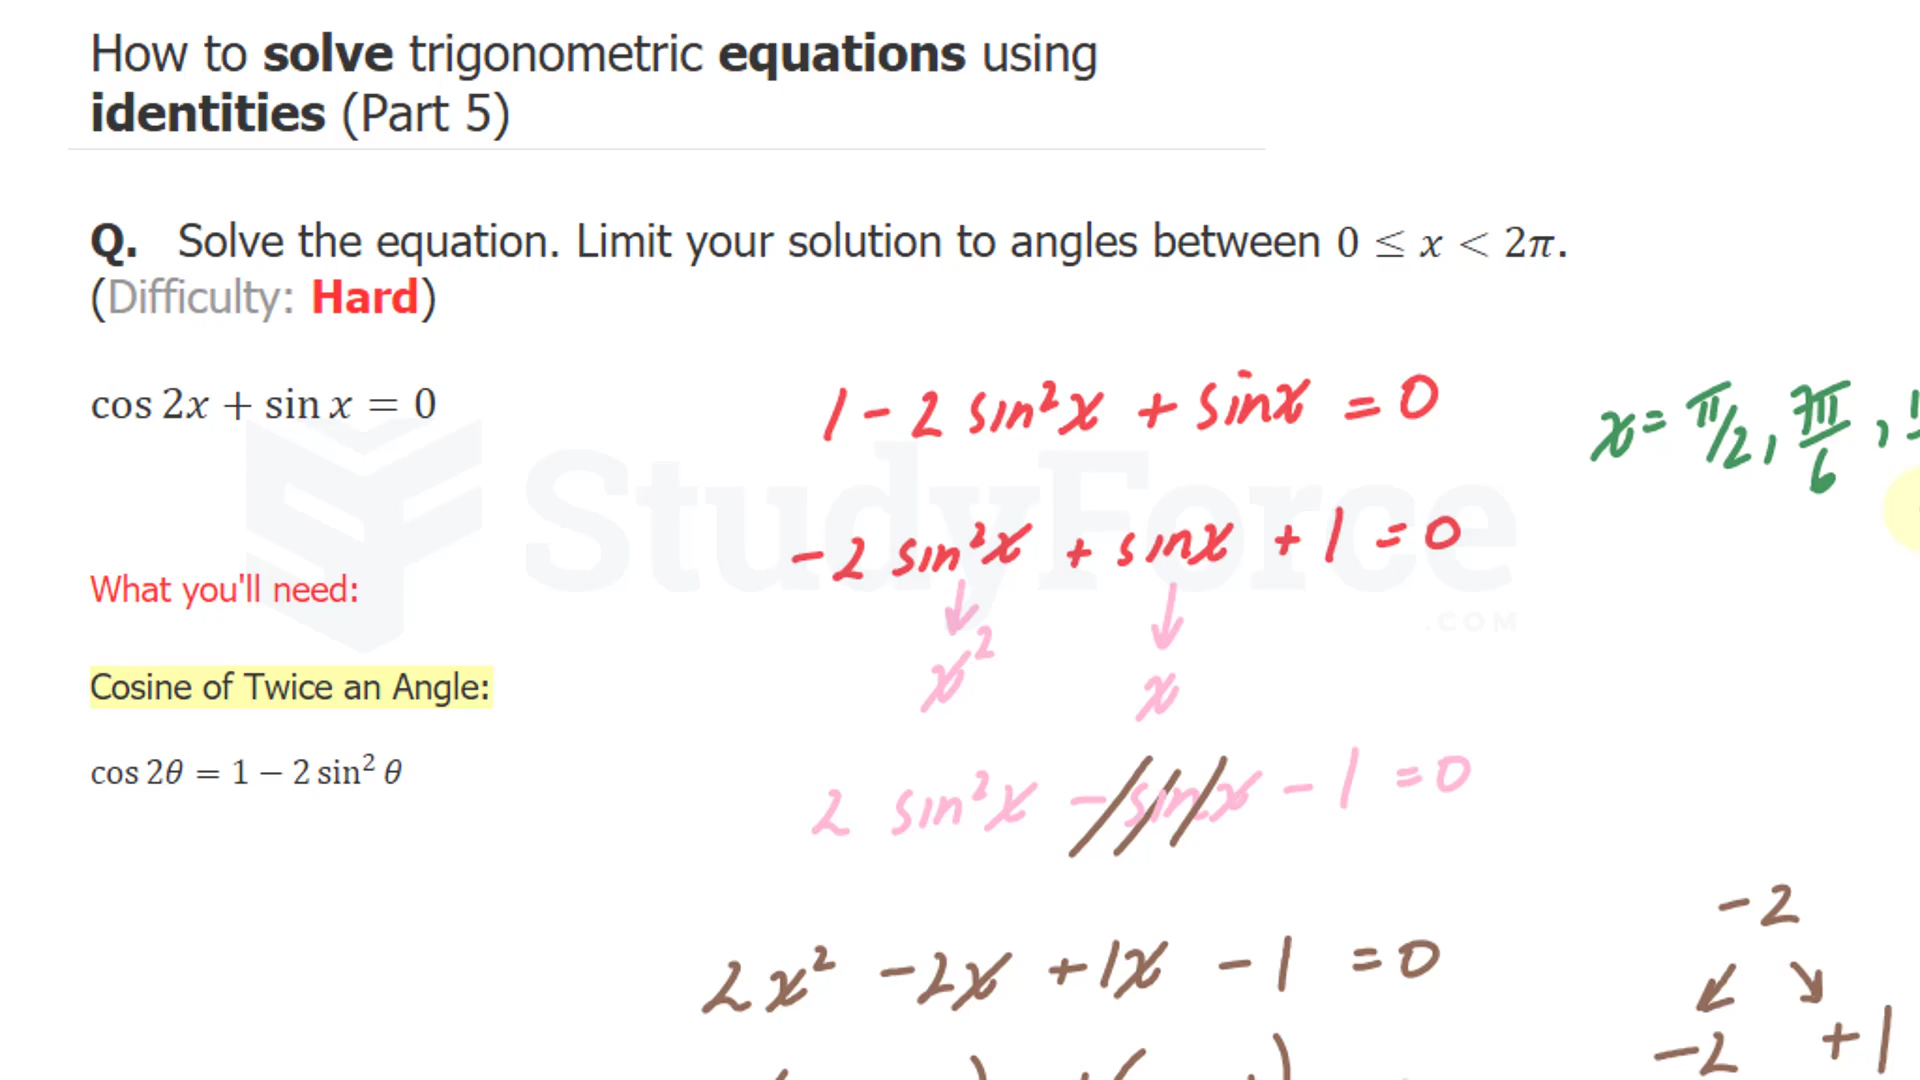 How to solve trigonometric equations using
identities (Part 5)
Q. Solve the equation. Limit your solution to angles between 0 ≤ x < 2π.
(Difficulty: Hard)
cos 2x + sin x = 0
1 - 2 sin²x + sinx = 0
x = π/2, 7π/6,
StudyForce
.COM
-2 sin²x + sinx + 1 = 0
What you'll need:
x² x
Cosine of Twice an Angle:
cos 2θ = 1 − 2 sin² θ
2 sin²x - sinx - 1 = 0
-2
2x² -2x +1x -1 = 0
-2 +1